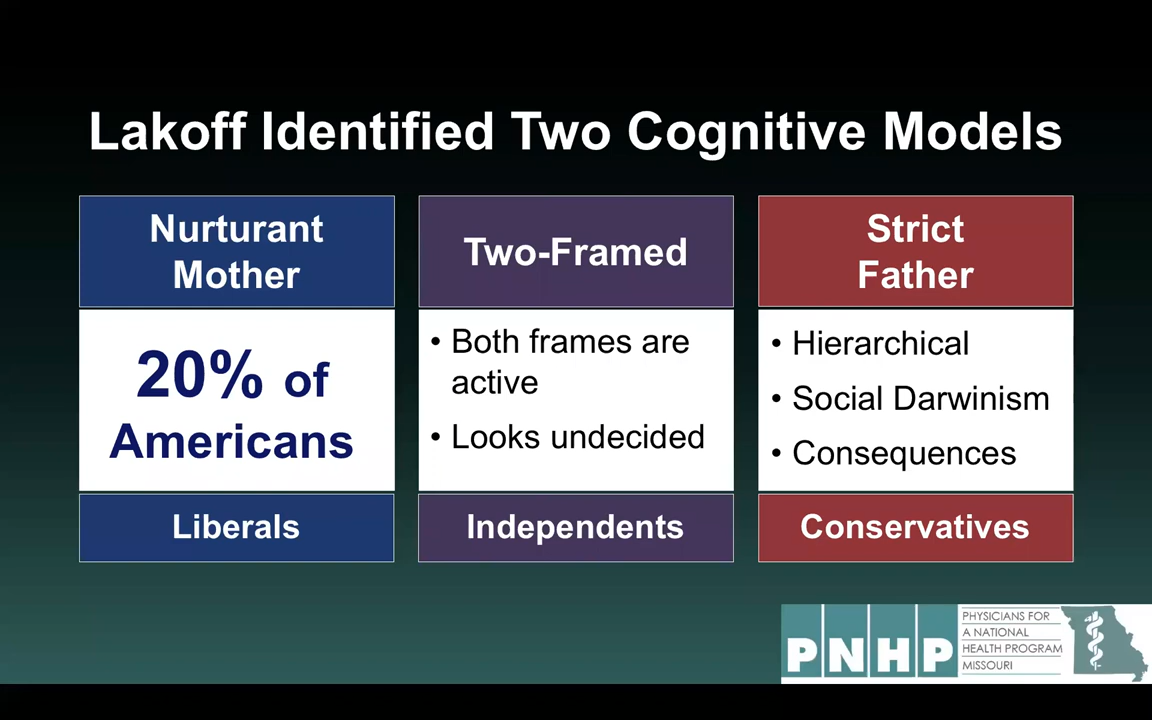 Lakoff Identified Two Cognitive Models
Nurturant
Mother
20% of
Americans
Liberals
Two-Framed
• Both frames are
active
• Looks undecided
Independents
Strict
Father
• Hierarchical
• Social Darwinism
• Consequences
Conservatives
PNHP
PHYSICIANS FOR
A NATIONAL
HEALTH PROGRAM
MISSOURI